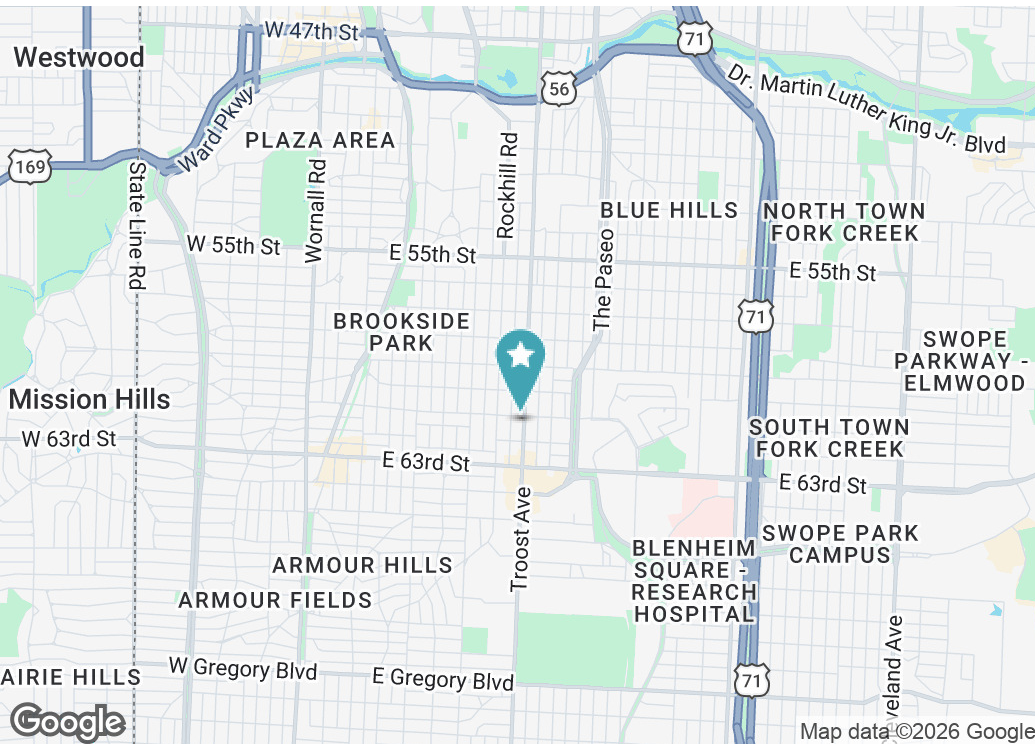 W 47th St
71
Westwood
56
Dr. Martin Luther King Jr. Blvd
Ward Pkwy
PLAZA AREA
Rockhill Rd
169
State Line Rd
Wornall Rd
BLUE HILLS
NORTH TOWN
FORK CREEK
W 55th St
E 55th St
E 55th St
The Paseo
71
BROOKSIDE
PARK
SWOPE
PARKWAY -
ELMWOOD
Mission Hills
SOUTH TOWN
FORK CREEK
W 63rd St
E 63rd St
E 63rd St
Troost Ave
SWOPE PARK
CAMPUS
BLENHEIM
SQUARE -
RESEARCH
HOSPITAL
ARMOUR HILLS
ARMOUR FIELDS
eveland Ave
W Gregory Blvd
E Gregory Blvd
AIRIE HILLS
71
Google
Map data ©2026 Google